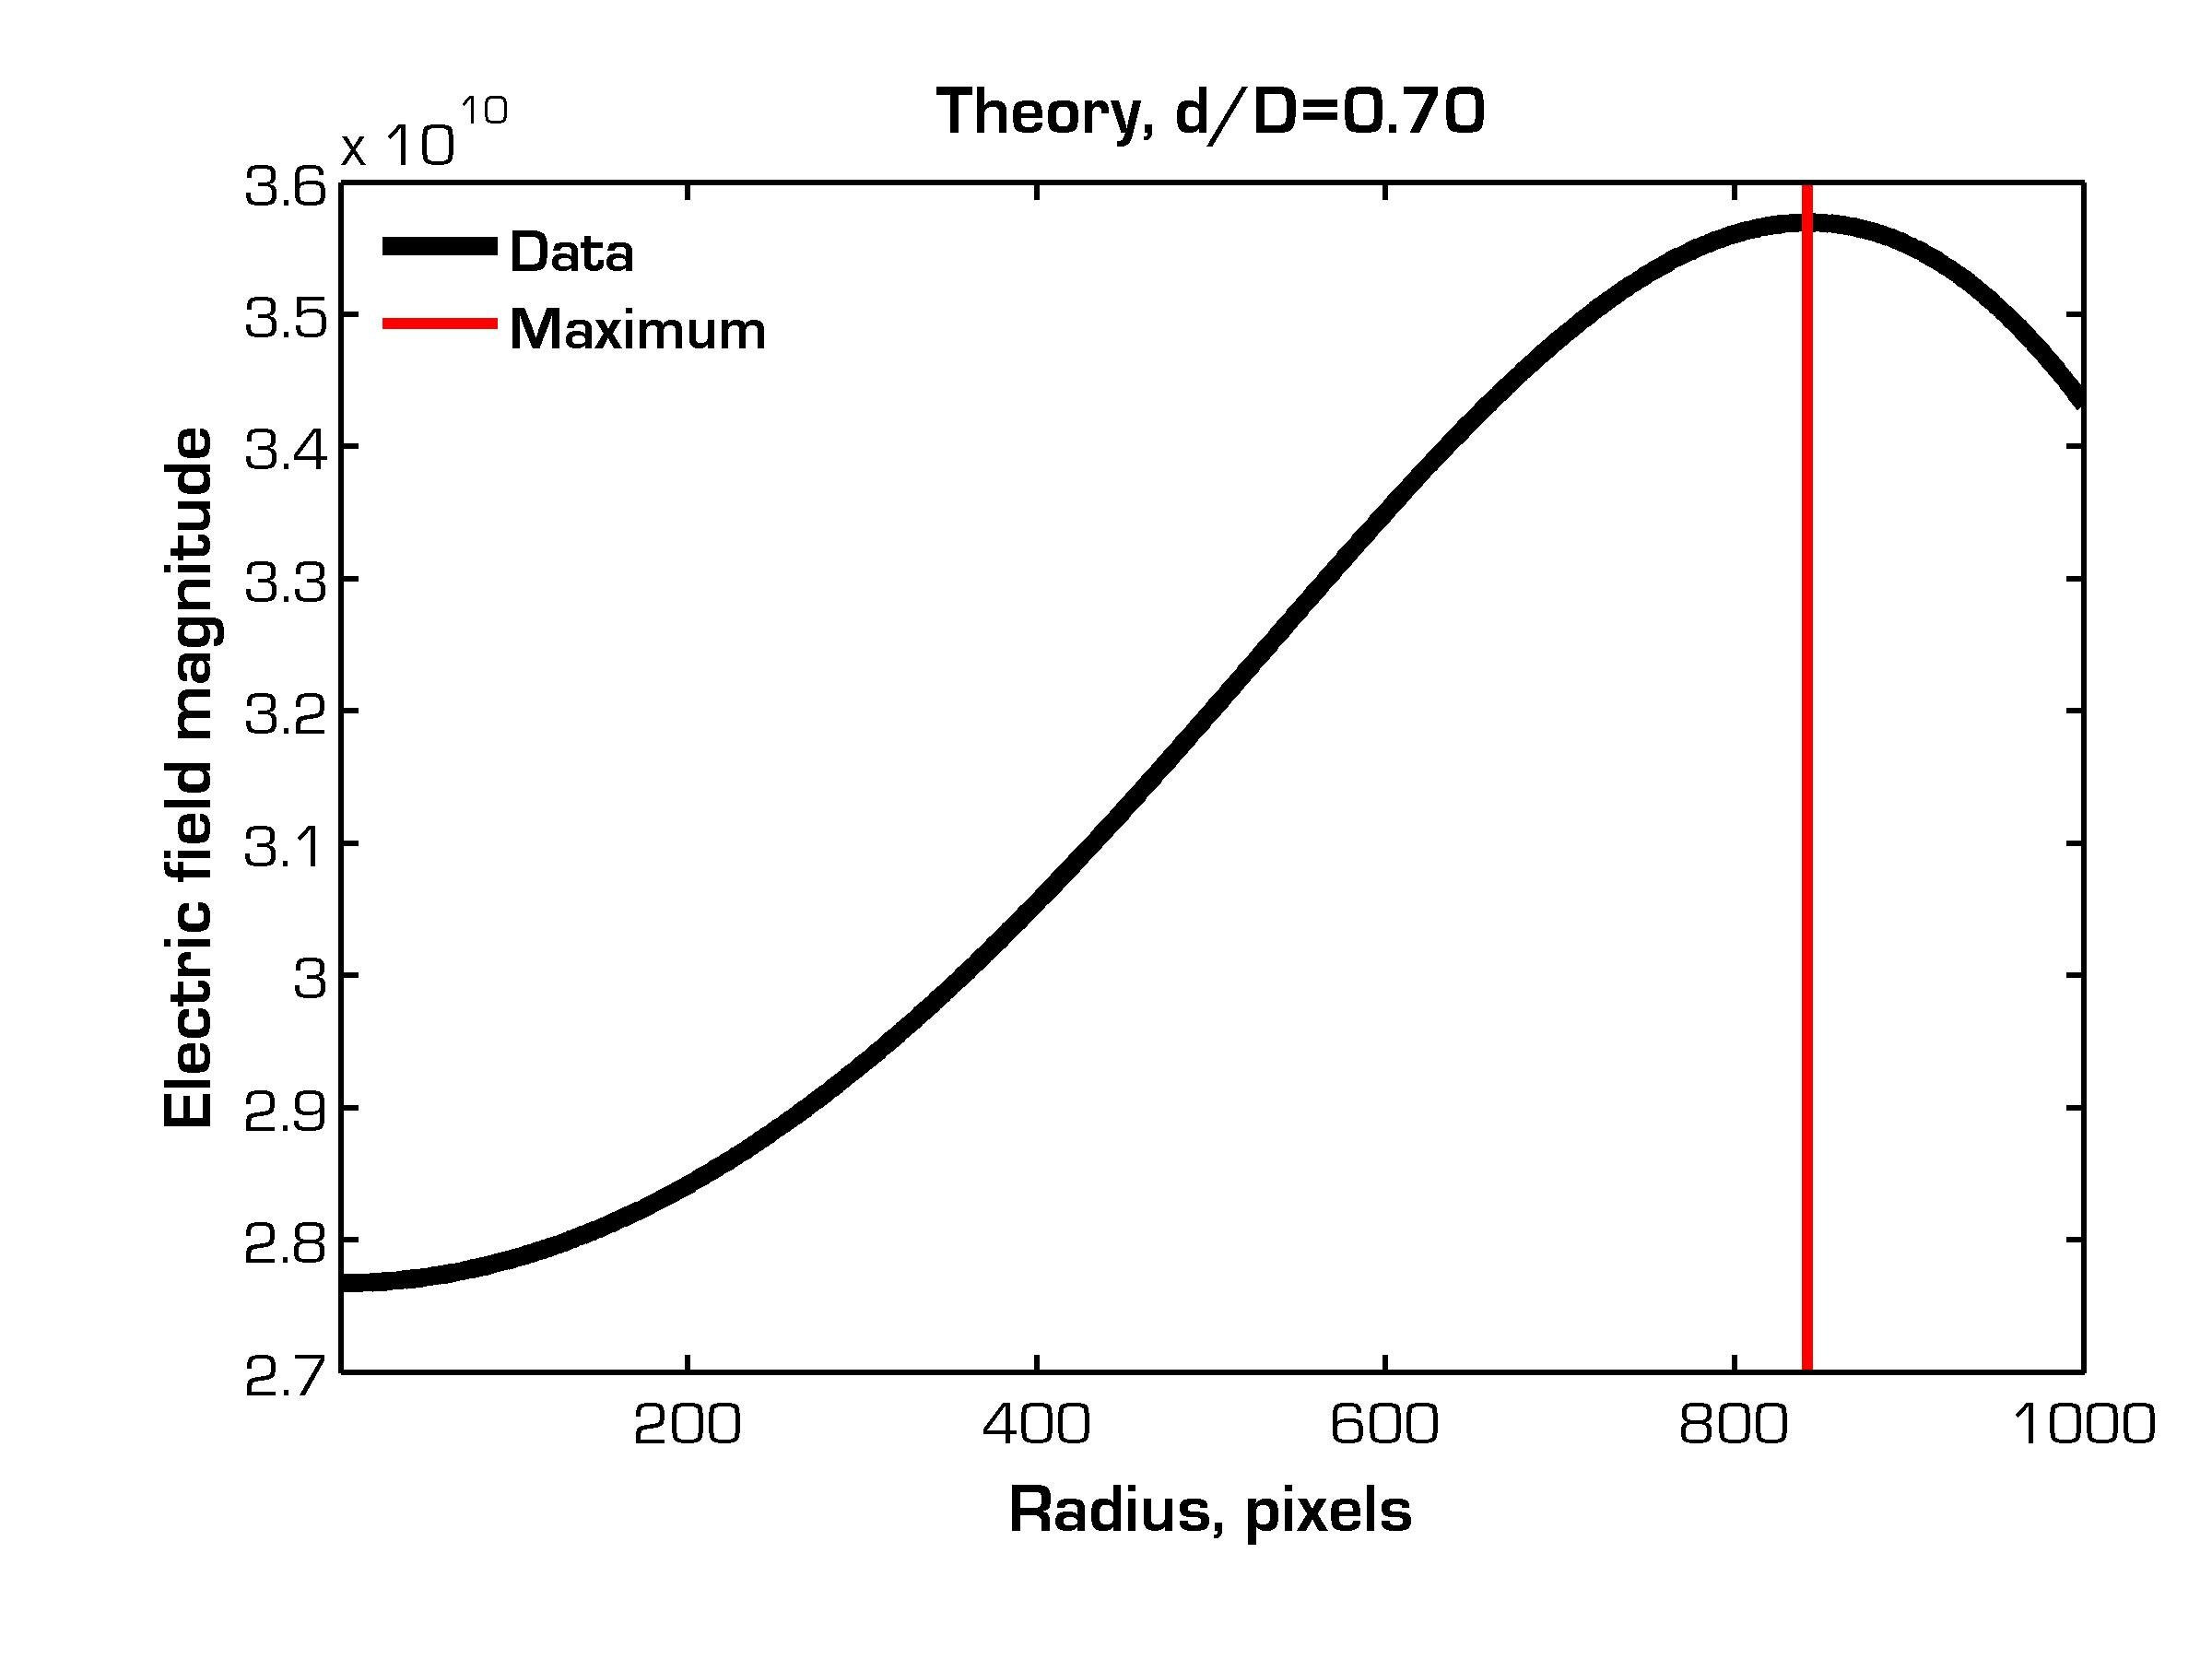 Theory, d/D=0.70
x 10^10
3.6
3.5
3.4
3.3
3.2
3.1
3
2.9
2.8
2.7
Data
Maximum
Electric field magnitude
200 400 600 800 1000
Radius, pixels